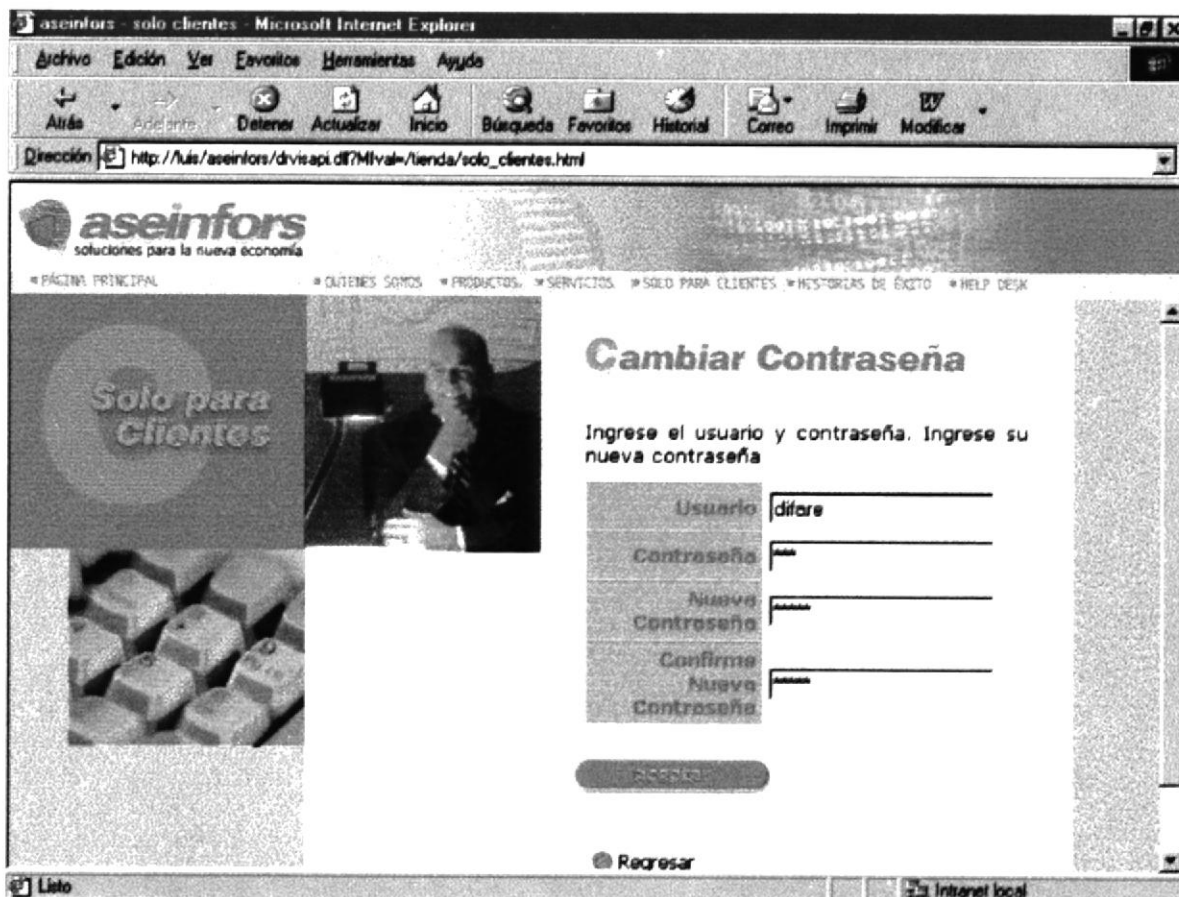 aseinfors - solo clientes - Microsoft Internet Explorer
Archivo Edición Ver Favoritos Herramientas Ayuda
Atrás Adelante Detener Actualizar Inicio Búsqueda Favoritos Historial Correo Imprimir Modificar
Dirección http://luis/aseinfors/drvisapi.dll?MIval=/tienda/solo_clientes.html
aseinfors
soluciones para la nueva economía
PÁGINA PRINCIPAL QUIENES SOMOS PRODUCTOS SERVICIOS SOLO PARA CLIENTES HISTORIAS DE ÉXITO HELP DESK
Solo para
Clientes
Cambiar Contraseña
Ingrese el usuario y contraseña. Ingrese su
nueva contraseña
Usuario difare
Contraseña ***
Nueva
Contraseña *****
Confirme
Nueva
Contraseña *****
aceptar
Regresar
Listo Intranet local